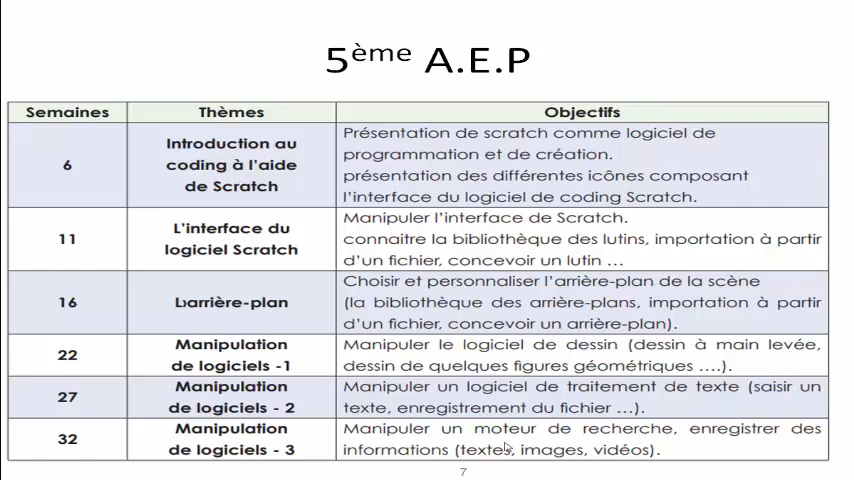 5ème A.E.P
Semaines Thèmes Objectifs
6
Introduction au
coding à l'aide
de Scratch
Présentation de scratch comme logiciel de
programmation et de création.
présentation des différentes icônes composant
l'interface du logiciel de coding Scratch.
11
L'interface du
logiciel Scratch
Manipuler l'interface de Scratch.
connaitre la bibliothèque des lutins, importation à partir
d'un fichier, concevoir un lutin ...
16
L›arrière-plan
Choisir et personnaliser l'arrière-plan de la scène
(la bibliothèque des arrière-plans, importation à partir
d'un fichier, concevoir un arrière-plan).
22
Manipulation
de logiciels -1
Manipuler le logiciel de dessin (dessin à main levée,
dessin de quelques figures géométriques ....).
27
Manipulation
de logiciels - 2
Manipuler un logiciel de traitement de texte (saisir un
texte, enregistrement du fichier ...).
32
Manipulation
de logiciels - 3
Manipuler un moteur de recherche, enregistrer des
informations (textes, images, vidéos).
7